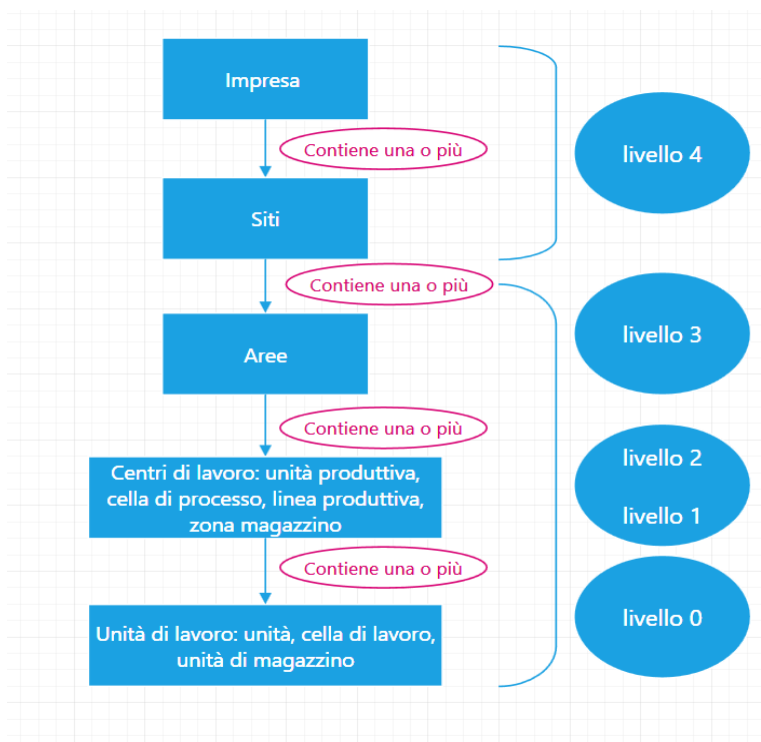 Impresa
Contiene una o più
livello 4
Siti
Contiene una o più
Aree
livello 3
Contiene una o più
Centri di lavoro: unità produttiva,
cella di processo, linea produttiva,
zona magazzino
livello 2
livello 1
Contiene una o più
Unità di lavoro: unità, cella di lavoro,
unità di magazzino
livello 0